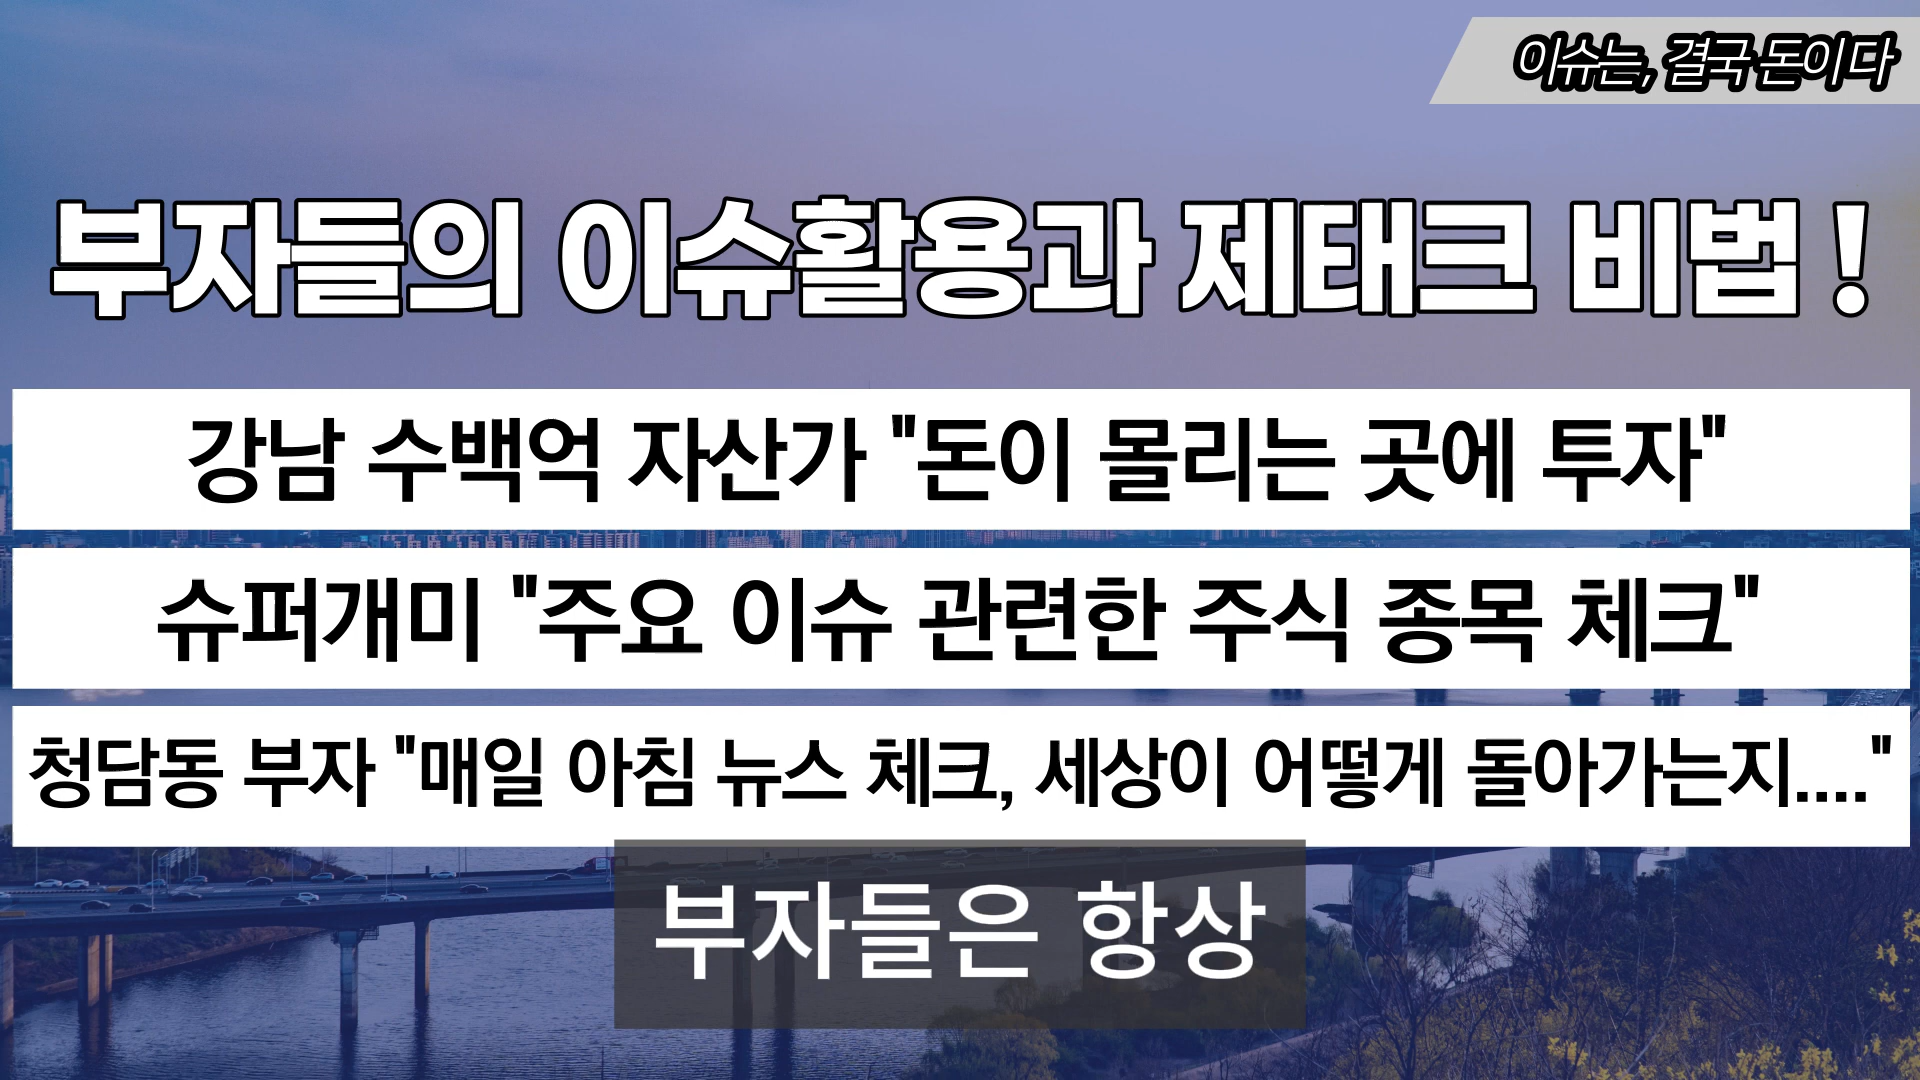 이슈는, 결국 돈이다
부자들의 이슈활용과 제태크 비법 !
강남 수백억 자산가 "돈이 몰리는 곳에 투자"
슈퍼개미 "주요 이슈 관련한 주식 종목 체크"
청담동 부자 "매일 아침 뉴스 체크, 세상이 어떻게 돌아가는지...."
부자들은 항상